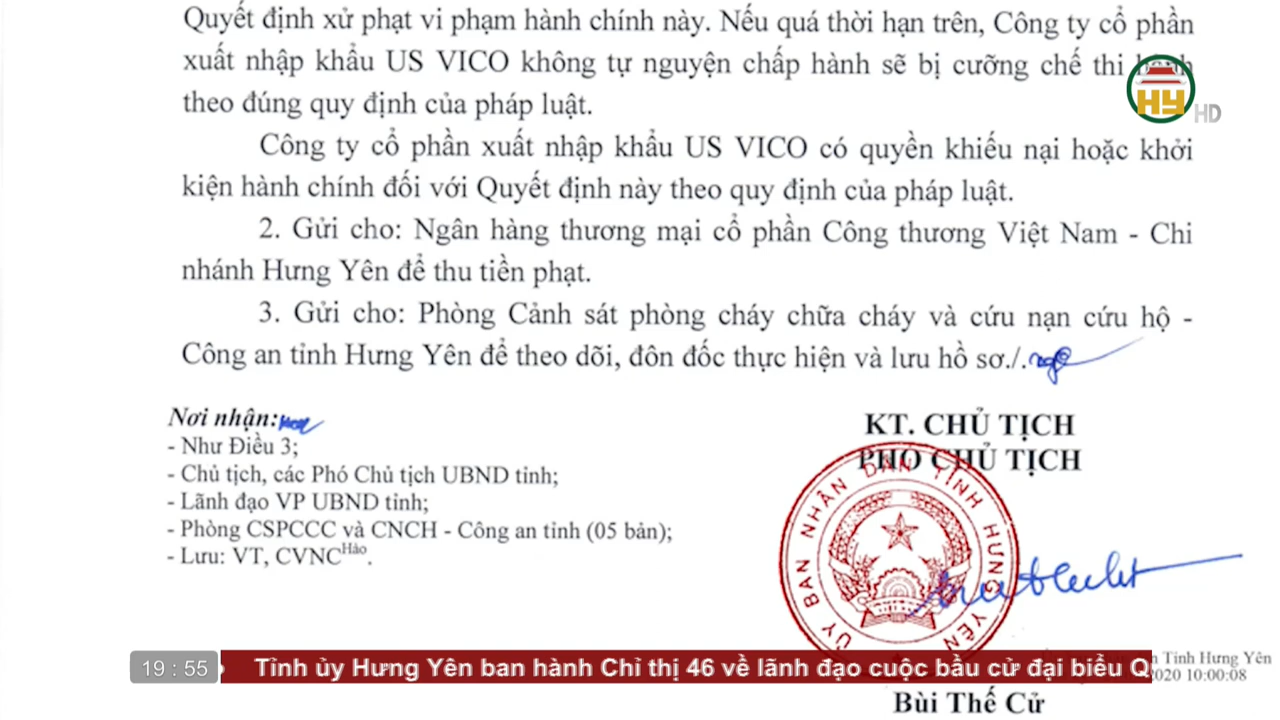 Quyết định xử phạt vi phạm hành chính này. Nếu quá thời hạn trên, Công ty cổ phần
xuất nhập khẩu US VICO không tự nguyện chấp hành sẽ bị cưỡng chế thi hành
theo đúng quy định của pháp luật.
HY HD
Công ty cổ phần xuất nhập khẩu US VICO có quyền khiếu nại hoặc khởi
kiện hành chính đối với Quyết định này theo quy định của pháp luật.
2. Gửi cho: Ngân hàng thương mại cổ phần Công thương Việt Nam - Chi
nhánh Hưng Yên để thu tiền phạt.
3. Gửi cho: Phòng Cảnh sát phòng cháy chữa cháy và cứu nạn cứu hộ -
Công an tỉnh Hưng Yên để theo dõi, đôn đốc thực hiện và lưu hồ sơ./.
Nơi nhận:
- Như Điều 3;
- Chủ tịch, các Phó Chủ tịch UBND tỉnh;
- Lãnh đạo VP UBND tỉnh;
- Phòng CSPCCC và CNCH - Công an tỉnh (05 bản);
- Lưu: VT, CVNCHảo.
KT. CHỦ TỊCH
PHÓ CHỦ TỊCH
ỦY BAN NHÂN DÂN TỈNH HƯNG YÊN
Tỉnh Hưng Yên
2020 10:00:08
19 : 55
Tỉnh ủy Hưng Yên ban hành Chỉ thị 46 về lãnh đạo cuộc bầu cử đại biểu Q
Bùi Thế Cử